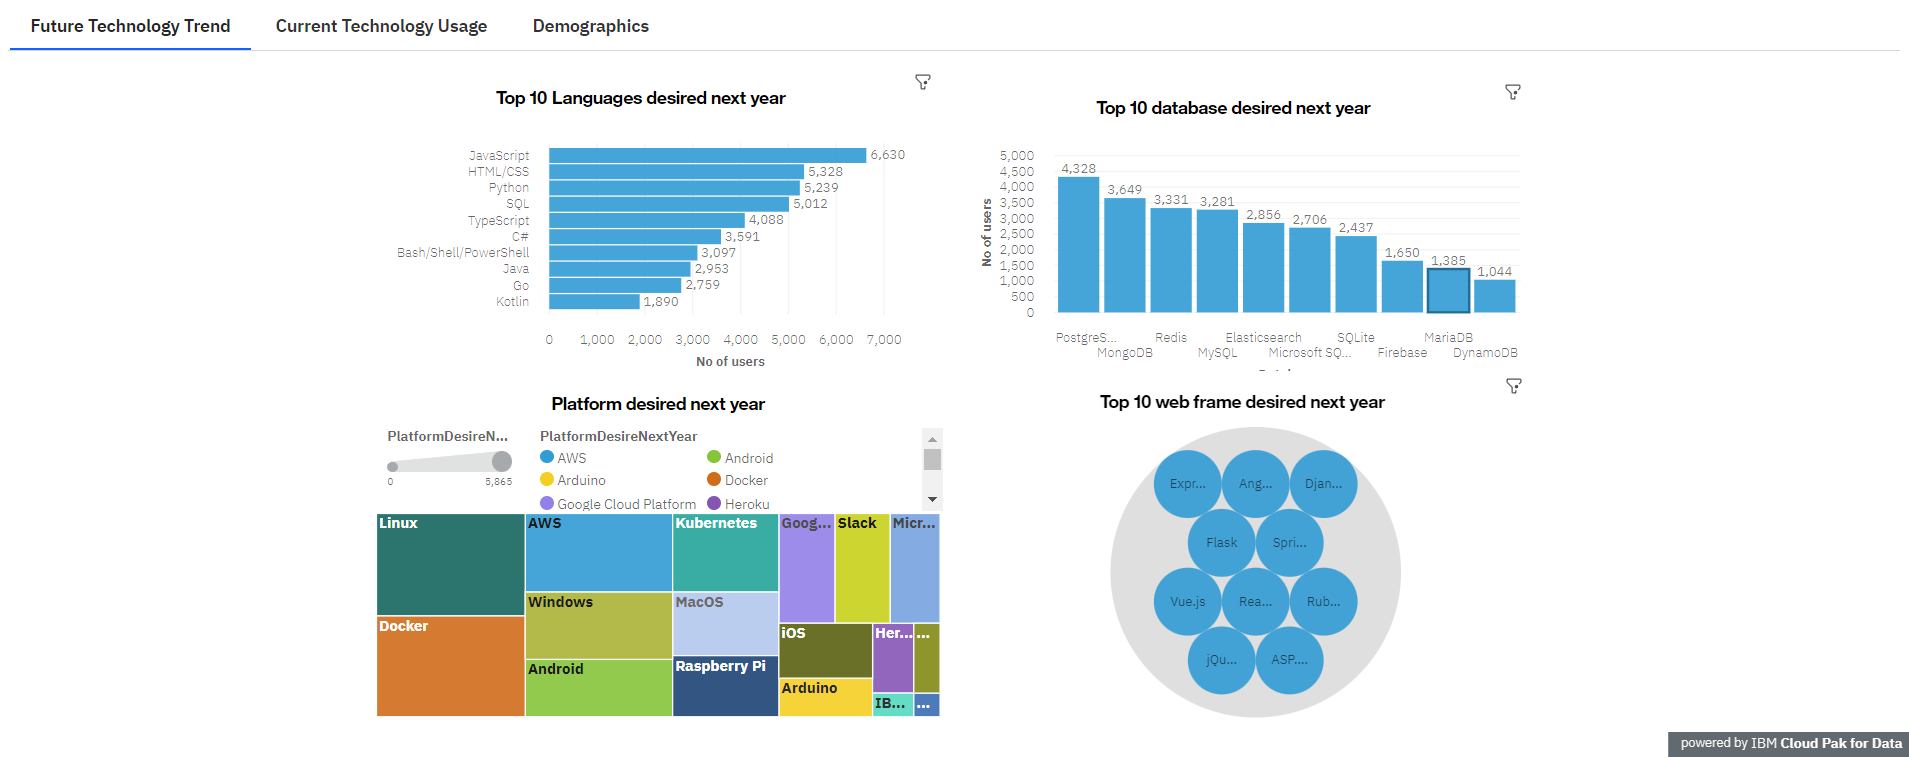 Future Technology Trend
Current Technology Usage
Demographics
Top 10 Languages desired next year
JavaScript 6,630
HTML/CSS 5,328
Python 5,239
SQL 5,012
TypeScript 4,088
C# 3,591
Bash/Shell/PowerShell 3,097
Java 2,953
Go 2,759
Kotlin 1,890
0 1,000 2,000 3,000 4,000 5,000 6,000 7,000
No of users
Top 10 database desired next year
No of users
5,000
4,500
4,000
3,500
3,000
2,500
2,000
1,500
1,000
500
0
4,328
3,649
3,331
3,281
2,856
2,706
2,437
1,650
1,385
1,044
PostgreS... Redis Elasticsearch SQLite MariaDB
MongoDB MySQL Microsoft SQ... Firebase DynamoDB
Platform desired next year
PlatformDesireN...
0 5,865
PlatformDesireNextYear
AWS Android
Arduino Docker
Google Cloud Platform Heroku
Linux
Docker
AWS
Windows
Android
Kubernetes
MacOS
Raspberry Pi
Goog...
Slack
Micr...
iOS
Arduino
Her...
...
IB...
...
Top 10 web frame desired next year
Expr... Ang... Djan...
Flask Spri...
Vue.js Rea... Rub...
jQu... ASP....
powered by IBM Cloud Pak for Data